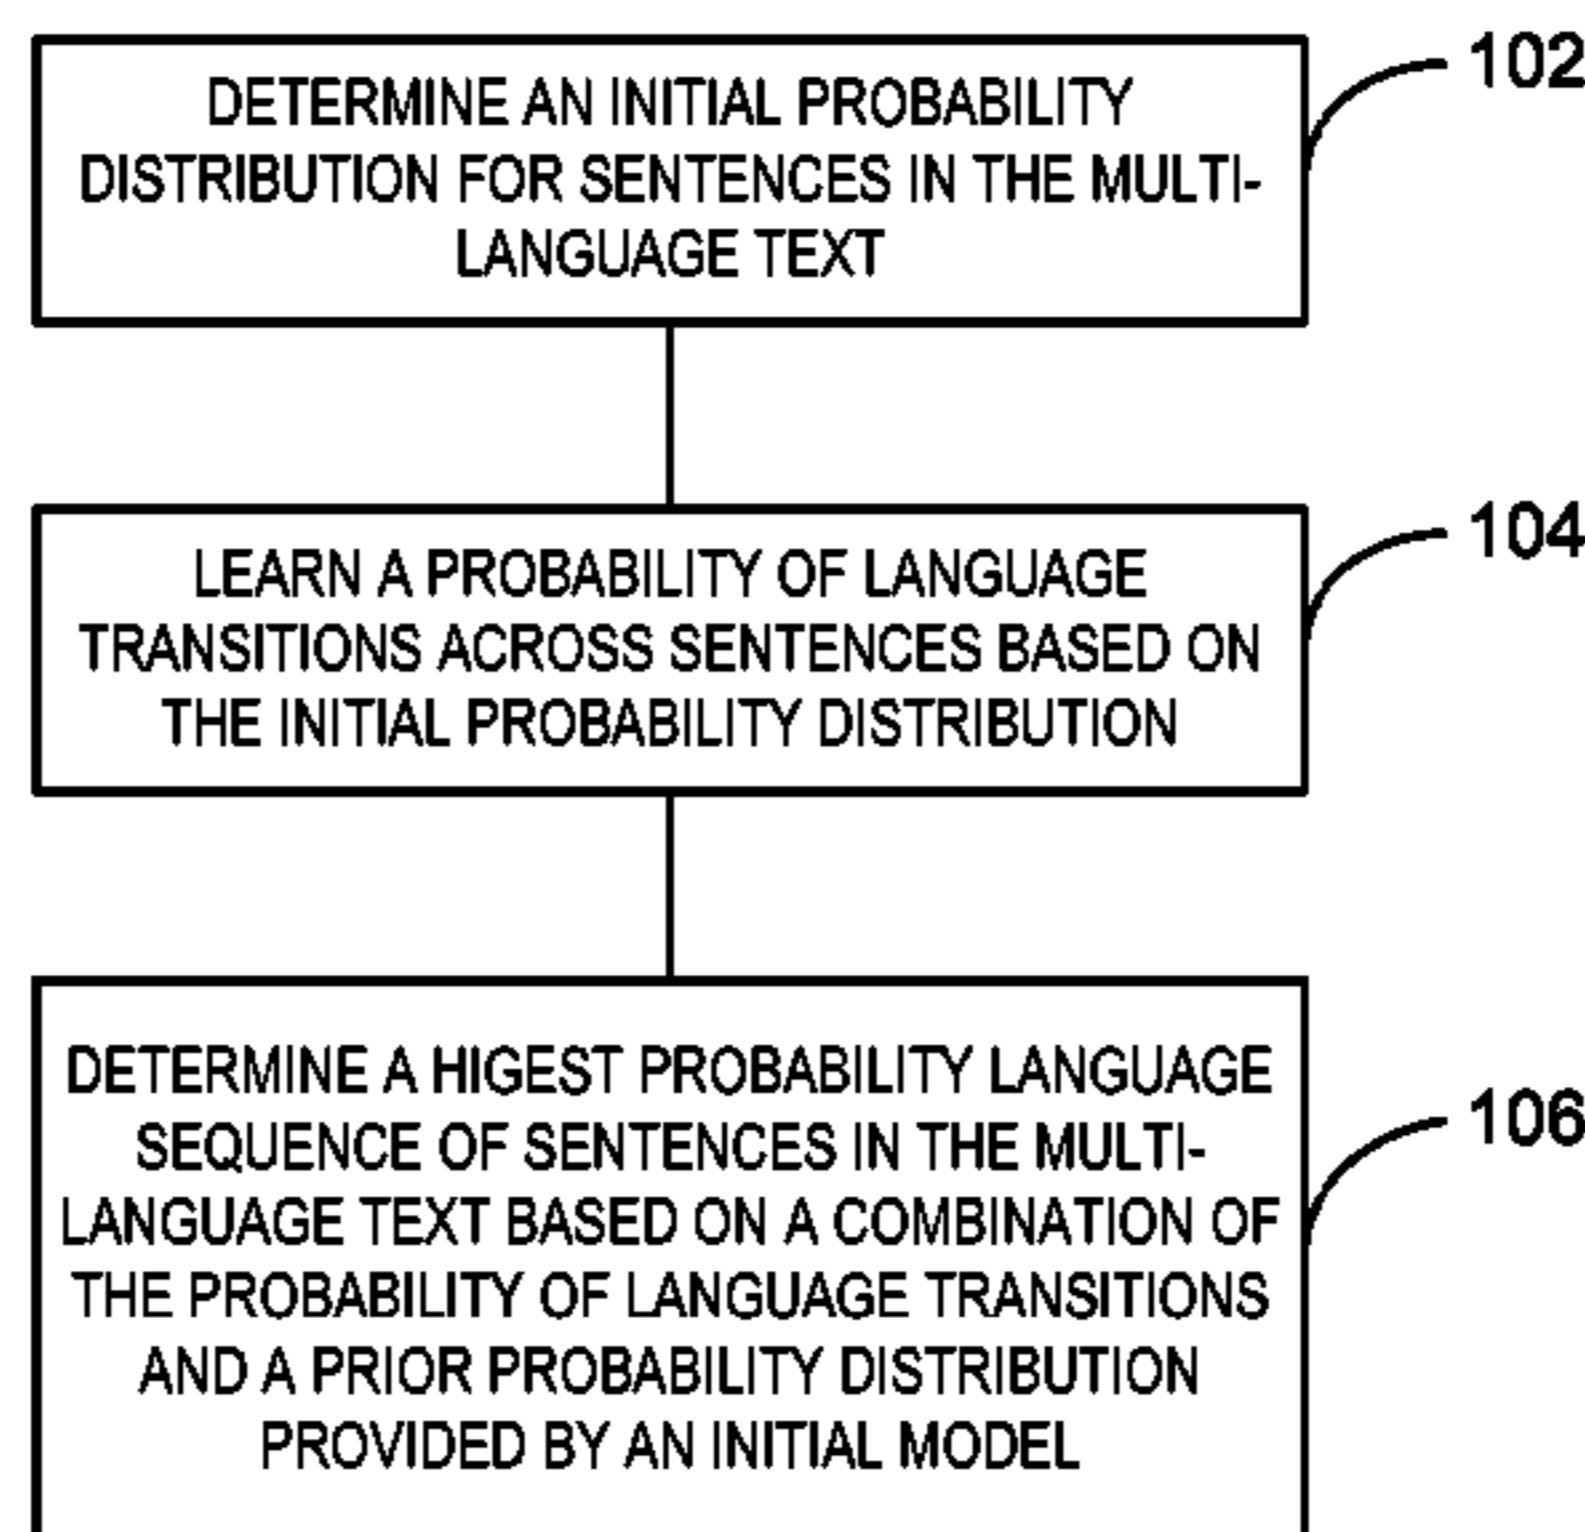 DETERMINE AN INITIAL PROBABILITY
DISTRIBUTION FOR SENTENCES IN THE MULTI-
LANGUAGE TEXT
102
LEARN A PROBABILITY OF LANGUAGE
TRANSITIONS ACROSS SENTENCES BASED ON
THE INITIAL PROBABILITY DISTRIBUTION
104
DETERMINE A HIGEST PROBABILITY LANGUAGE
SEQUENCE OF SENTENCES IN THE MULTI-
LANGUAGE TEXT BASED ON A COMBINATION OF
THE PROBABILITY OF LANGUAGE TRANSITIONS
AND A PRIOR PROBABILITY DISTRIBUTION
PROVIDED BY AN INITIAL MODEL
106